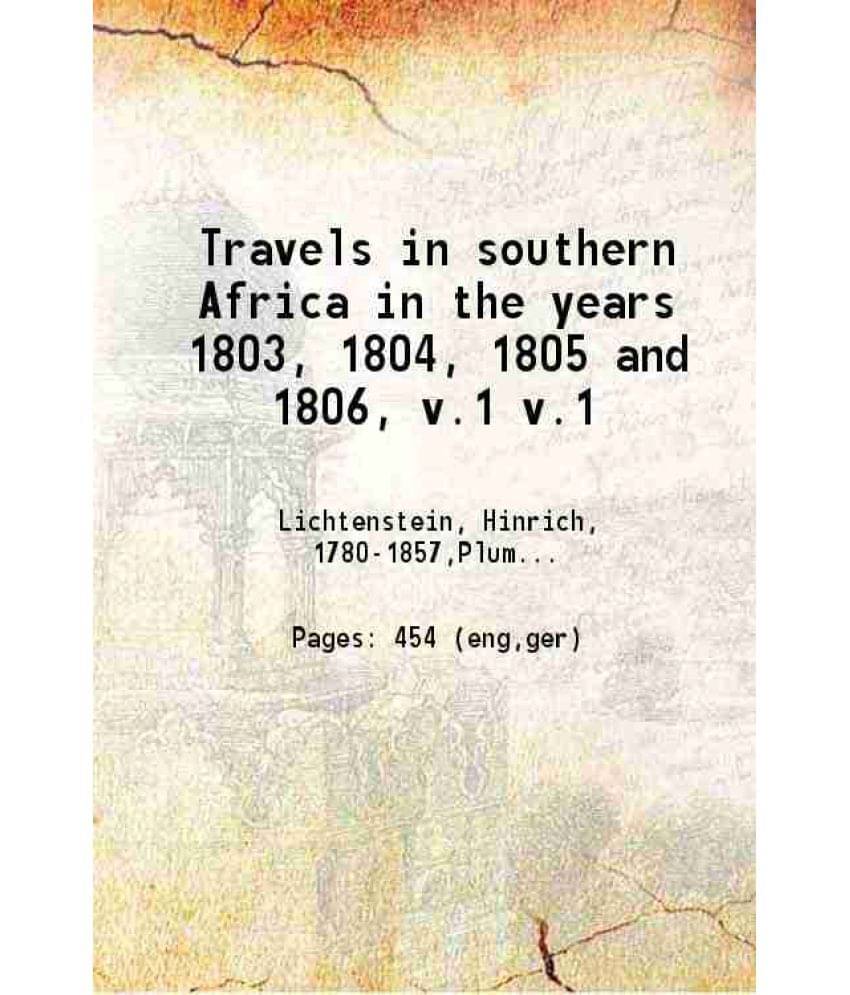 Travels in southern
Africa in the years
1803, 1804, 1805 and
1806, v.1 v.1
Lichtenstein, Hinrich,
1780-1857,Plum...
Pages: 454 (eng,ger)